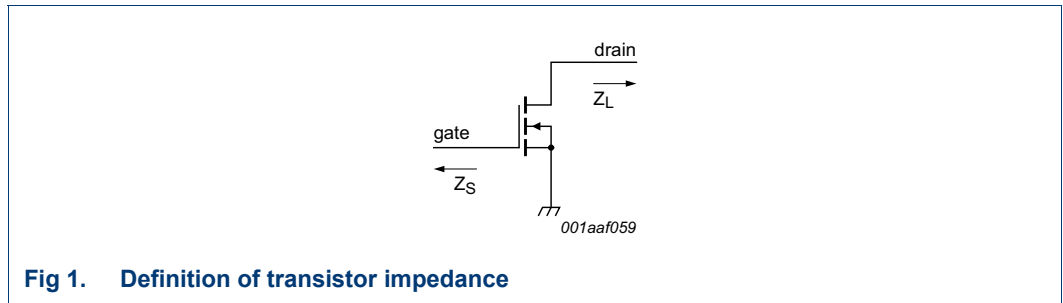 drain
Z_L
gate
Z_S
001aaf059
Fig 1. Definition of transistor impedance